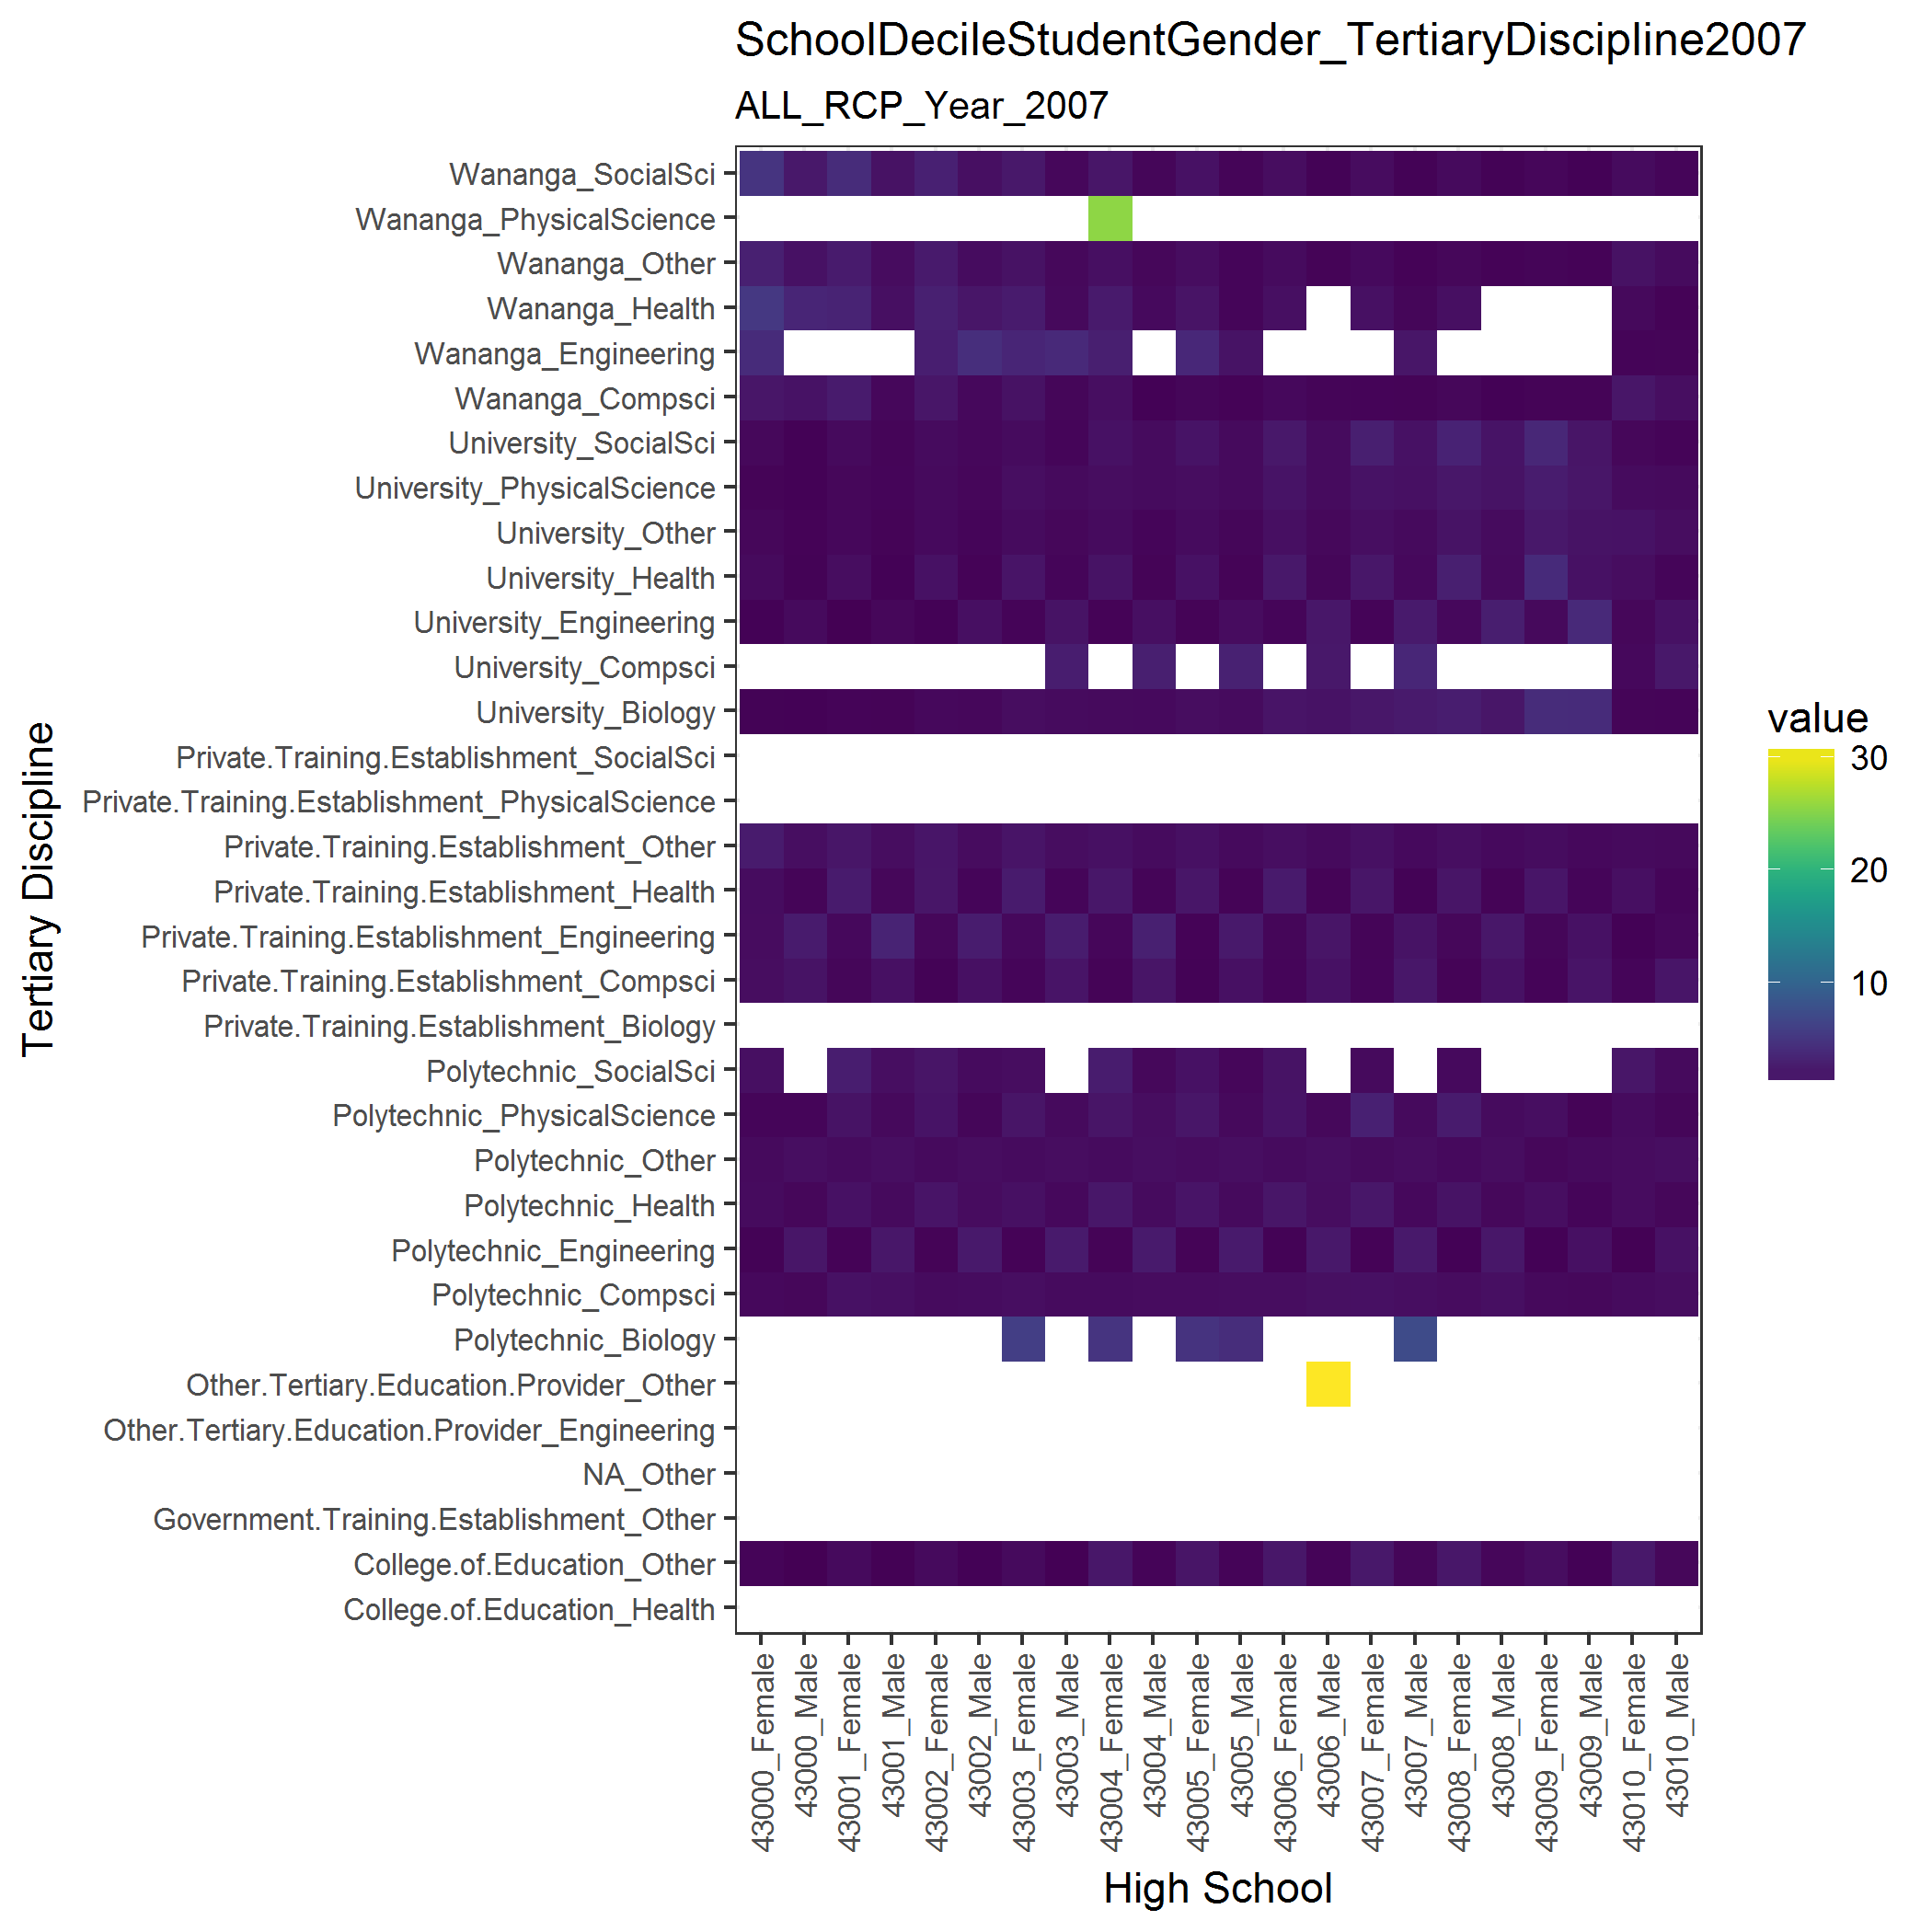 SchoolDecileStudentGender_TertiaryDiscipline2007
ALL_RCP_Year_2007
Tertiary Discipline
Wananga_SocialSci
Wananga_PhysicalScience
Wananga_Other
Wananga_Health
Wananga_Engineering
Wananga_Compsci
University_SocialSci
University_PhysicalScience
University_Other
University_Health
University_Engineering
University_Compsci
University_Biology
Private.Training.Establishment_SocialSci
Private.Training.Establishment_PhysicalScience
Private.Training.Establishment_Other
Private.Training.Establishment_Health
Private.Training.Establishment_Engineering
Private.Training.Establishment_Compsci
Private.Training.Establishment_Biology
Polytechnic_SocialSci
Polytechnic_PhysicalScience
Polytechnic_Other
Polytechnic_Health
Polytechnic_Engineering
Polytechnic_Compsci
Polytechnic_Biology
Other.Tertiary.Education.Provider_Other
Other.Tertiary.Education.Provider_Engineering
NA_Other
Government.Training.Establishment_Other
College.of.Education_Other
College.of.Education_Health
43000_Female
43000_Male
43001_Female
43001_Male
43002_Female
43002_Male
43003_Female
43003_Male
43004_Female
43004_Male
43005_Female
43005_Male
43006_Female
43006_Male
43007_Female
43007_Male
43008_Female
43008_Male
43009_Female
43009_Male
43010_Female
43010_Male
High School
value
30
20
10